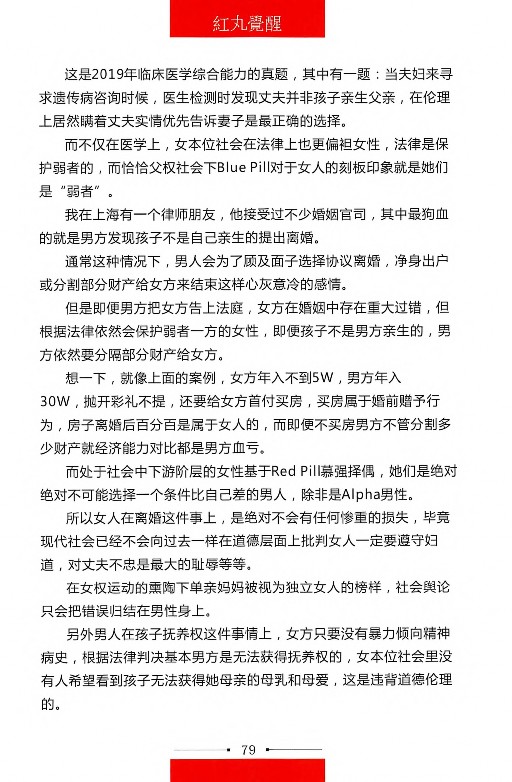 紅丸覺醒
这是2019年临床医学综合能力的真题，其中有一题：当夫妇来寻
求遗传病咨询时候，医生检测时发现丈夫并非孩子亲生父亲，在伦理
上居然瞒着丈夫实情优先告诉妻子是最正确的选择。
而不仅在医学上，女本位社会在法律上也更偏袒女性，法律是保
护弱者的，而恰恰父权社会下Blue Pill对于女人的刻板印象就是她们
是“弱者”。
我在上海有一个律师朋友，他接受过不少婚姻官司，其中最狗血
的就是男方发现孩子不是自己亲生的提出离婚。
通常这种情况下，男人会为了顾及面子选择协议离婚，净身出户
或分割部分财产给女方来结束这样心灰意冷的感情。
但是即便男方把女方告上法庭，女方在婚姻中存在重大过错，但
根据法律依然会保护弱者一方的女性，即便孩子不是男方亲生的，男
方依然要分隔部分财产给女方。
想一下，就像上面的案例，女方年入不到5W，男方年入
30W，抛开彩礼不提，还要给女方首付买房，买房属于婚前赠予行
为，房子离婚后百分百是属于女人的，而即便不买房男方不管分割多
少财产就经济能力对比都是男方血亏。
而处于社会中下游阶层的女性基于Red Pill慕强择偶，她们是绝对
绝对不可能选择一个条件比自己差的男人，除非是Alpha男性。
所以女人在离婚这件事上，是绝对不会有任何惨重的损失，毕竟
现代社会已经不会向过去一样在道德层面上批判女人一定要遵守妇
道，对丈夫不忠是最大的耻辱等等。
在女权运动的熏陶下单亲妈妈被视为独立女人的榜样，社会舆论
只会把错误归结在男性身上。
另外男人在孩子抚养权这件事情上，女方只要没有暴力倾向精神
病史，根据法律判决基本男方是无法获得抚养权的，女本位社会里没
有人希望看到孩子无法获得她母亲的母乳和母爱，这是违背道德伦理
的。
79